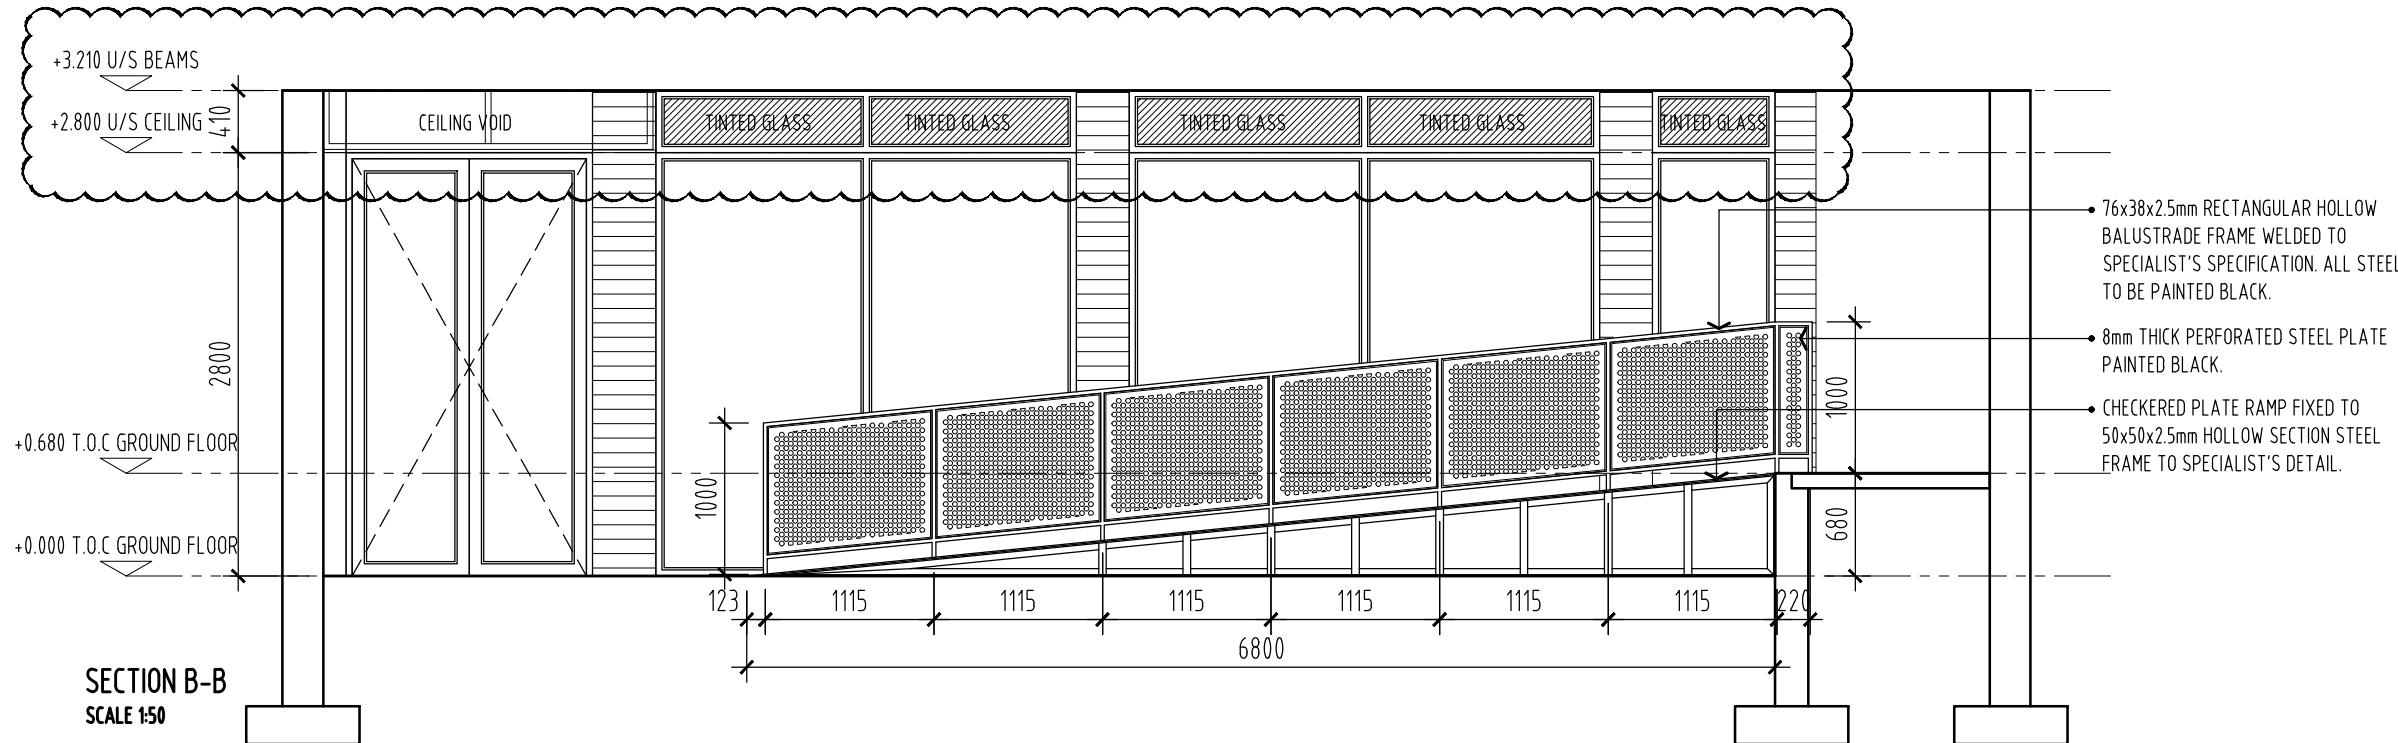 +3.210 U/S BEAMS
+2.800 U/S CEILING
410
CEILING VOID
TINTED GLASS
TINTED GLASS
TINTED GLASS
TINTED GLASS
TINTED GLASS
76x38x2.5mm RECTANGULAR HOLLOW
BALUSTRADE FRAME WELDED TO
SPECIALIST'S SPECIFICATION. ALL STEEL
TO BE PAINTED BLACK.
8mm THICK PERFORATED STEEL PLATE
PAINTED BLACK.
CHECKERED PLATE RAMP FIXED TO
50x50x2.5mm HOLLOW SECTION STEEL
FRAME TO SPECIALIST'S DETAIL.
2800
1000
+0.680 T.O.C GROUND FLOOR
1000
680
+0.000 T.O.C GROUND FLOOR
123
1115
1115
1115
1115
1115
1115
220
6800
SECTION B-B
SCALE 1:50